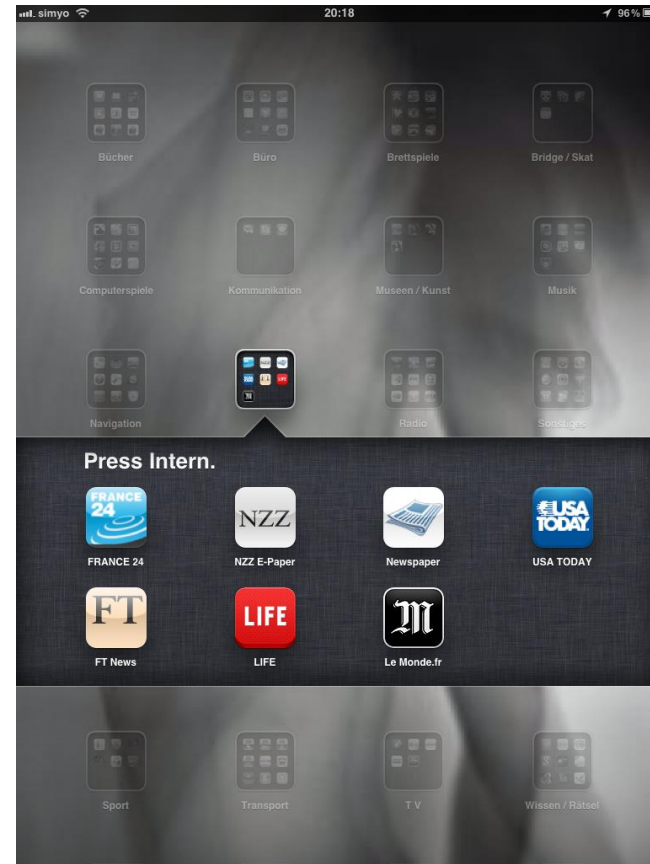 simyo 20:18 96%
Bücher Büro Brettspiele Bridge / Skat
Computerspiele Kommunikation Museen / Kunst Musik
Navigation Radio Sonstiges
Press Intern.
FRANCE
24
NZZ
USA
TODAY
FRANCE 24 NZZ E-Paper Newspaper USA TODAY
FT LIFE M
FT News LIFE Le Monde.fr
Sport Transport T V Wissen / Rätsel